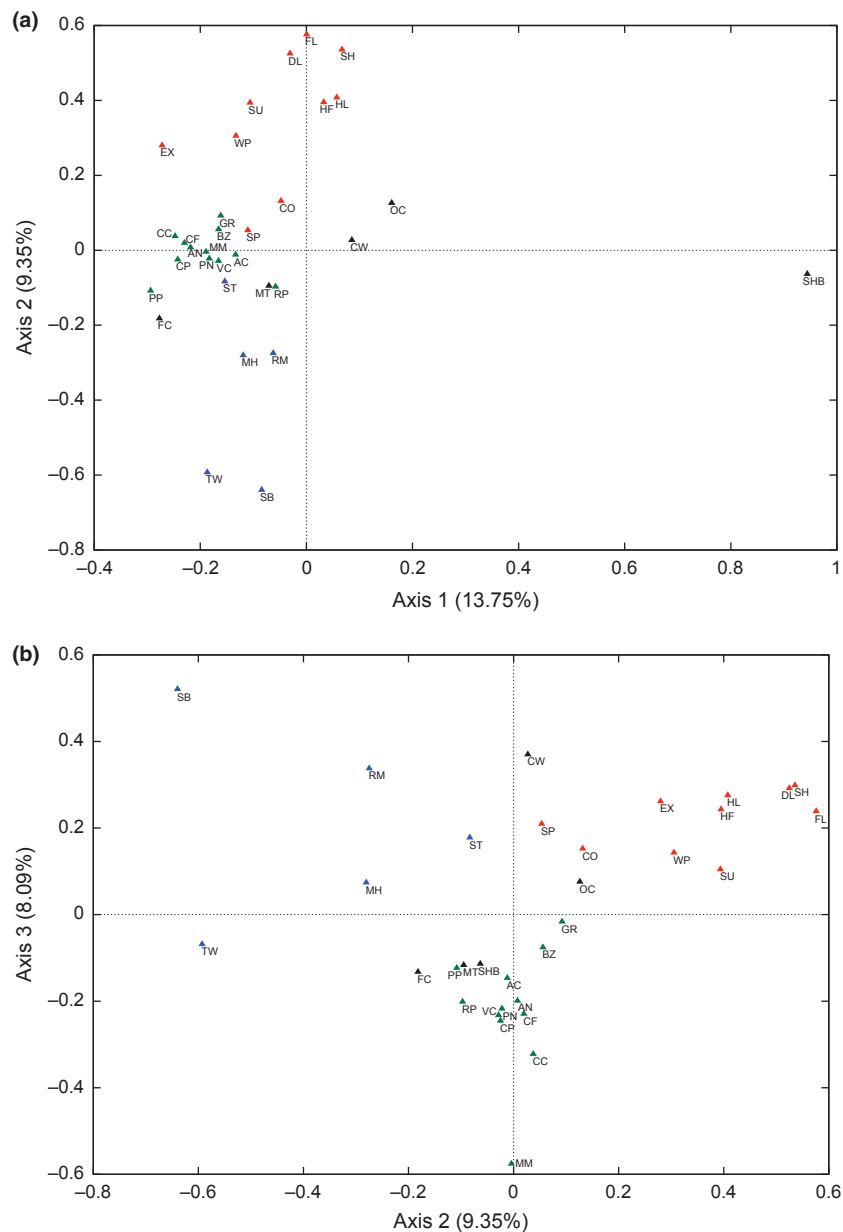 (a)
0.6
FL
SH
DL
0.4
SU
HF
HL
WP
EX
0.2
CO
OC
GR
CC
CF
BZ
SP
CW
0
AN
MM
CP
PN
VC
AC
SHB
ST
MT
RP
PP
FC
–0.2
MH
RM
–0.4
TW
SB
–0.6
–0.8
–0.4
–0.2
0
0.2
0.4
0.6
0.8
1
Axis 2 (9.35%)
Axis 1 (13.75%)
(b)
0.6
SB
0.4
CW
RM
DL
SH
EX
HL
HF
FL
0.2
SP
ST
CO
WP
SU
MH
OC
0
GR
TW
BZ
FC
PP
MT
SHB
AC
–0.2
RP
VC
PN
AN
CP
CF
CC
–0.4
MM
–0.6
–0.8
–0.6
–0.4
–0.2
0
0.2
0.4
0.6
Axis 3 (8.09%)
Axis 2 (9.35%)